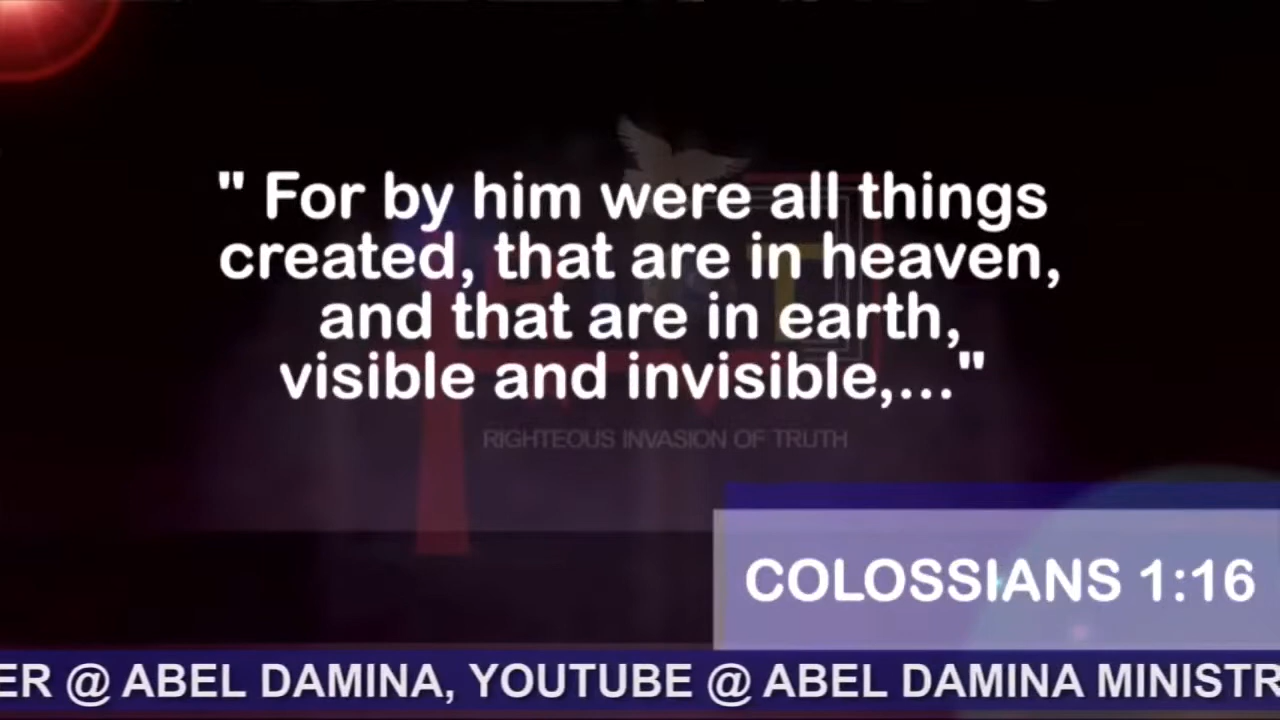 " For by him were all things
created, that are in heaven,
and that are in earth,
visible and invisible,..."
RIGHTEOUS INVASION OF TRUTH
COLOSSIANS 1:16
ER @ ABEL DAMINA, YOUTUBE @ ABEL DAMINA MINISTR